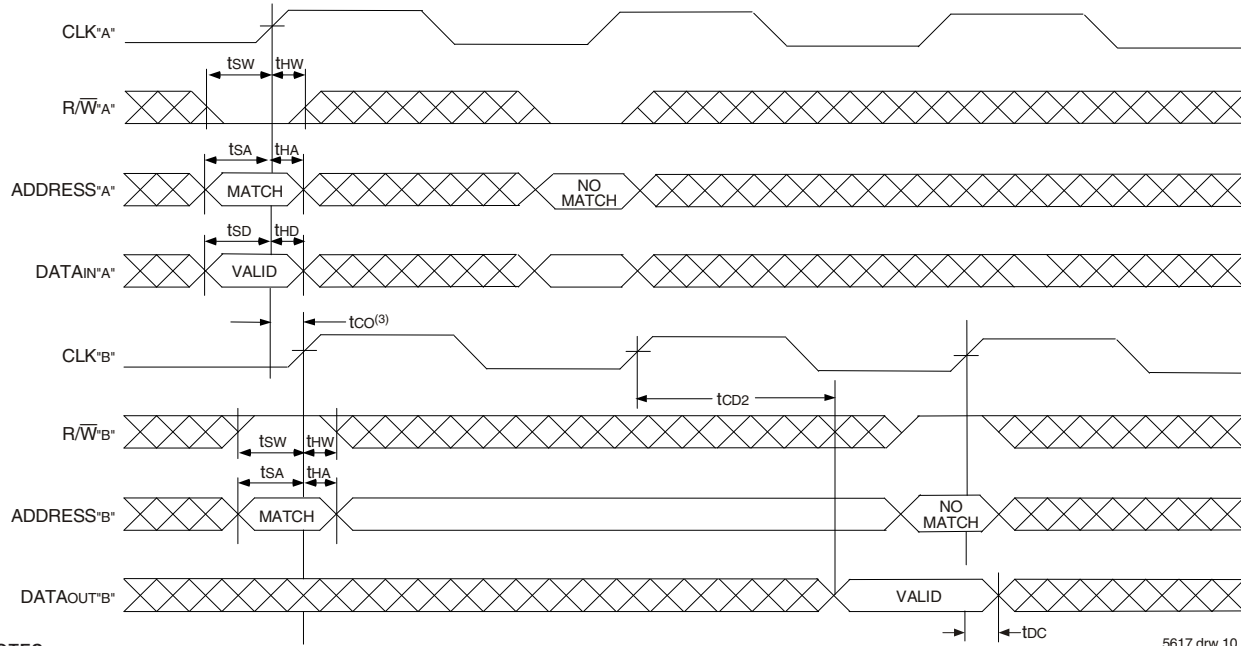 CLK"A"
tSW tHW
R/W"A"
tSA tHA
ADDRESS"A" MATCH NO MATCH
tSD tHD
DATAIN"A" VALID
tCO(3)
CLK"B"
tCD2
R/W"B"
tSW tHW
tSA tHA
ADDRESS"B" MATCH NO MATCH
DATAOUT"B" VALID
tDC
5617 drw 10